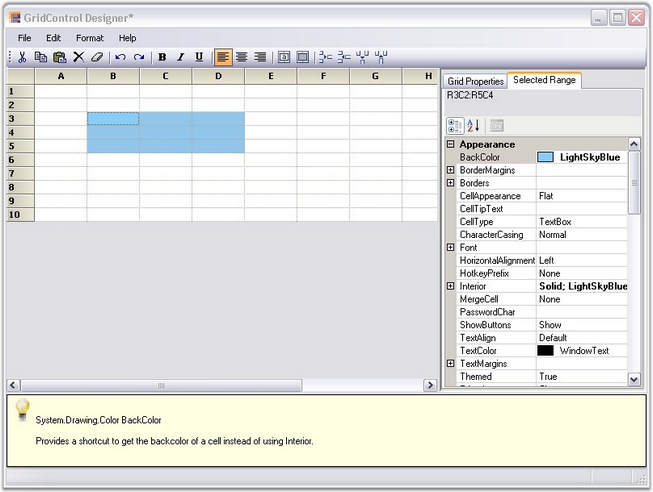 GridControl Designer*
File Edit Format Help
B I U
A B C D E F G H
1
2
3
4
5
6
7
8
9
10
Grid Properties Selected Range
R3C2:R5C4
Appearance
BackColor LightSkyBlue
BorderMargins
Borders
CellAppearance Flat
CellTipText
CellType TextBox
CharacterCasing Normal
Font
HorizontalAlignment Left
HotkeyPrefix None
Interior Solid; LightSkyBlue
MergeCell None
PasswordChar
ShowButtons Show
TextAlign Default
TextColor WindowText
TextMargins
Themed True
System.Drawing.Color BackColor
Provides a shortcut to get the backcolor of a cell instead of using Interior.